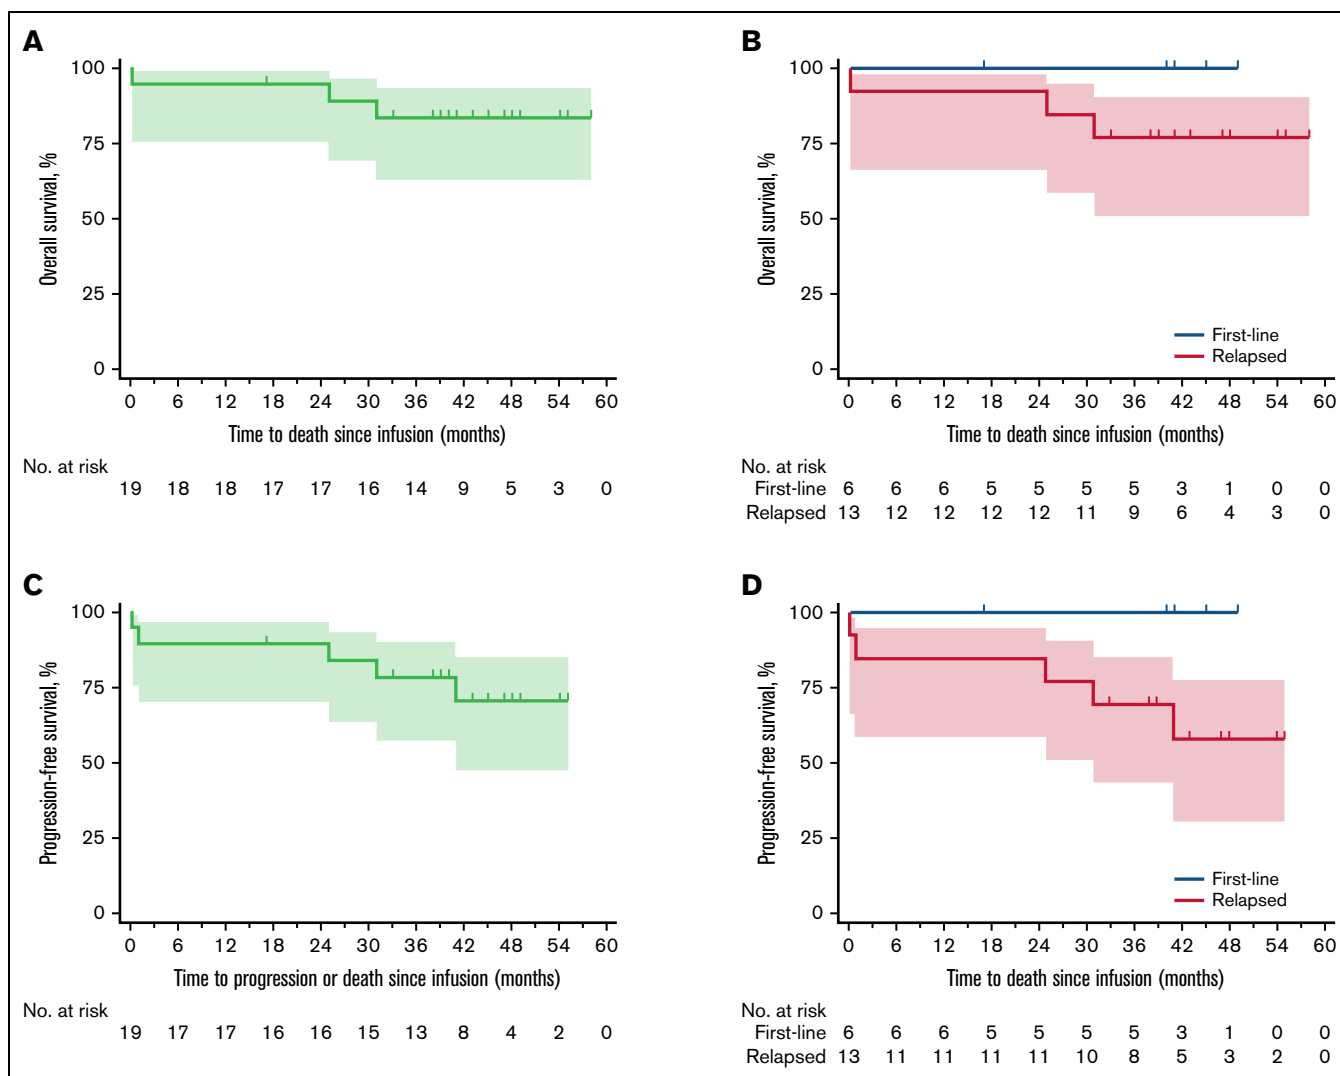 A
100
75
50
25
0
Overall survival, %
0 6 12 18 24 30 36 42 48 54 60
Time to death since infusion (months)
No. at risk
19 18 18 17 17 16 14 9 5 3 0
B
100
75
50
25
0
Overall survival, %
First-line
Relapsed
0 6 12 18 24 30 36 42 48 54 60
Time to death since infusion (months)
No. at risk
First-line 6 6 6 5 5 5 5 3 1 0 0
Relapsed 13 12 12 12 12 11 9 6 4 3 0
C
100
75
50
25
0
Progression-free survival, %
0 6 12 18 24 30 36 42 48 54 60
Time to progression or death since infusion (months)
No. at risk
19 17 17 16 16 15 13 8 4 2 0
D
100
75
50
25
0
Progression-free survival, %
First-line
Relapsed
0 6 12 18 24 30 36 42 48 54 60
Time to death since infusion (months)
No. at risk
First-line 6 6 6 5 5 5 5 3 1 0 0
Relapsed 13 11 11 11 11 10 8 5 3 2 0